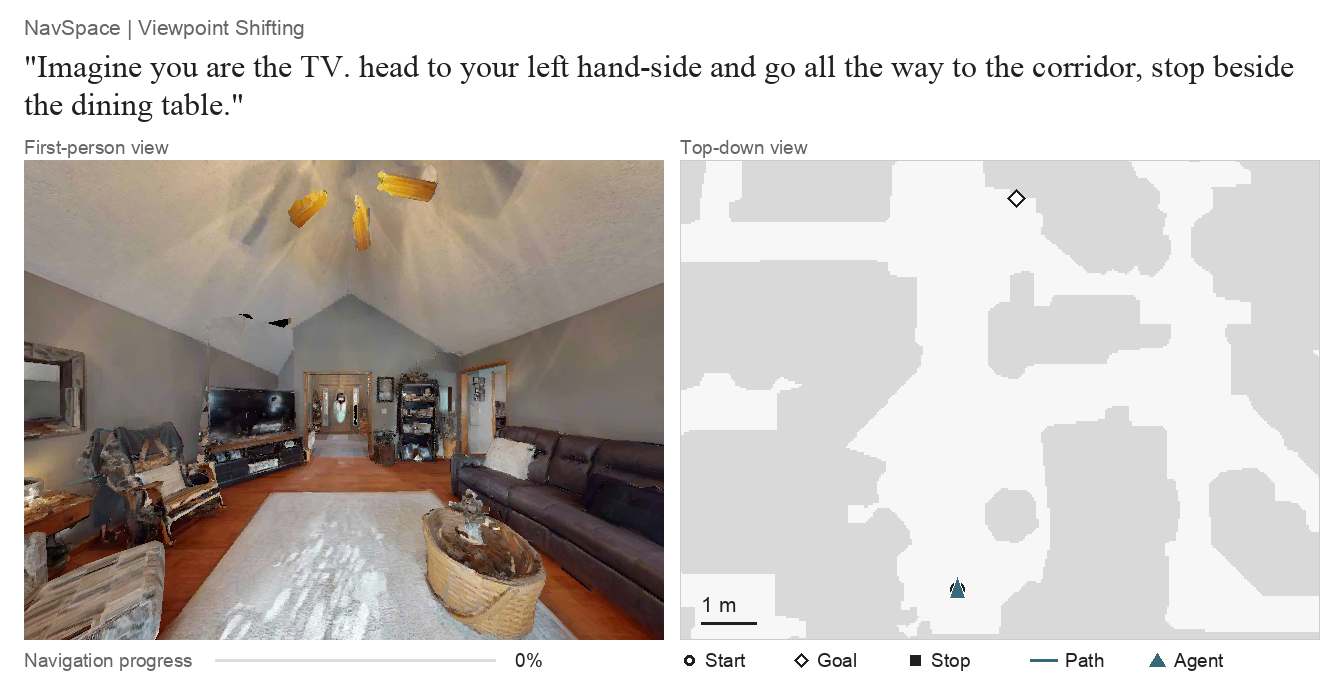 NavSpace | Viewpoint Shifting
"Imagine you are the TV. head to your left hand-side and go all the way to the corridor, stop beside
the dining table."
First-person view
Top-down view
1 m
Navigation progress
0%
Start
Goal
Stop
Path
Agent